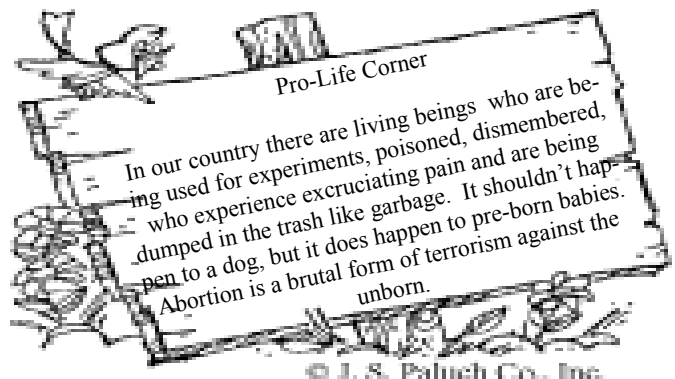 Pro-Life Corner
In our country there are living beings  who are be-
ing used for experiments, poisoned, dismembered,
who experience excruciating pain and are being
dumped in the trash like garbage.  It shouldn't hap-
pen to a dog, but it does happen to pre-born babies.
Abortion is a brutal form of terrorism against the
unborn.
© J. S. Paluch Co., Inc.